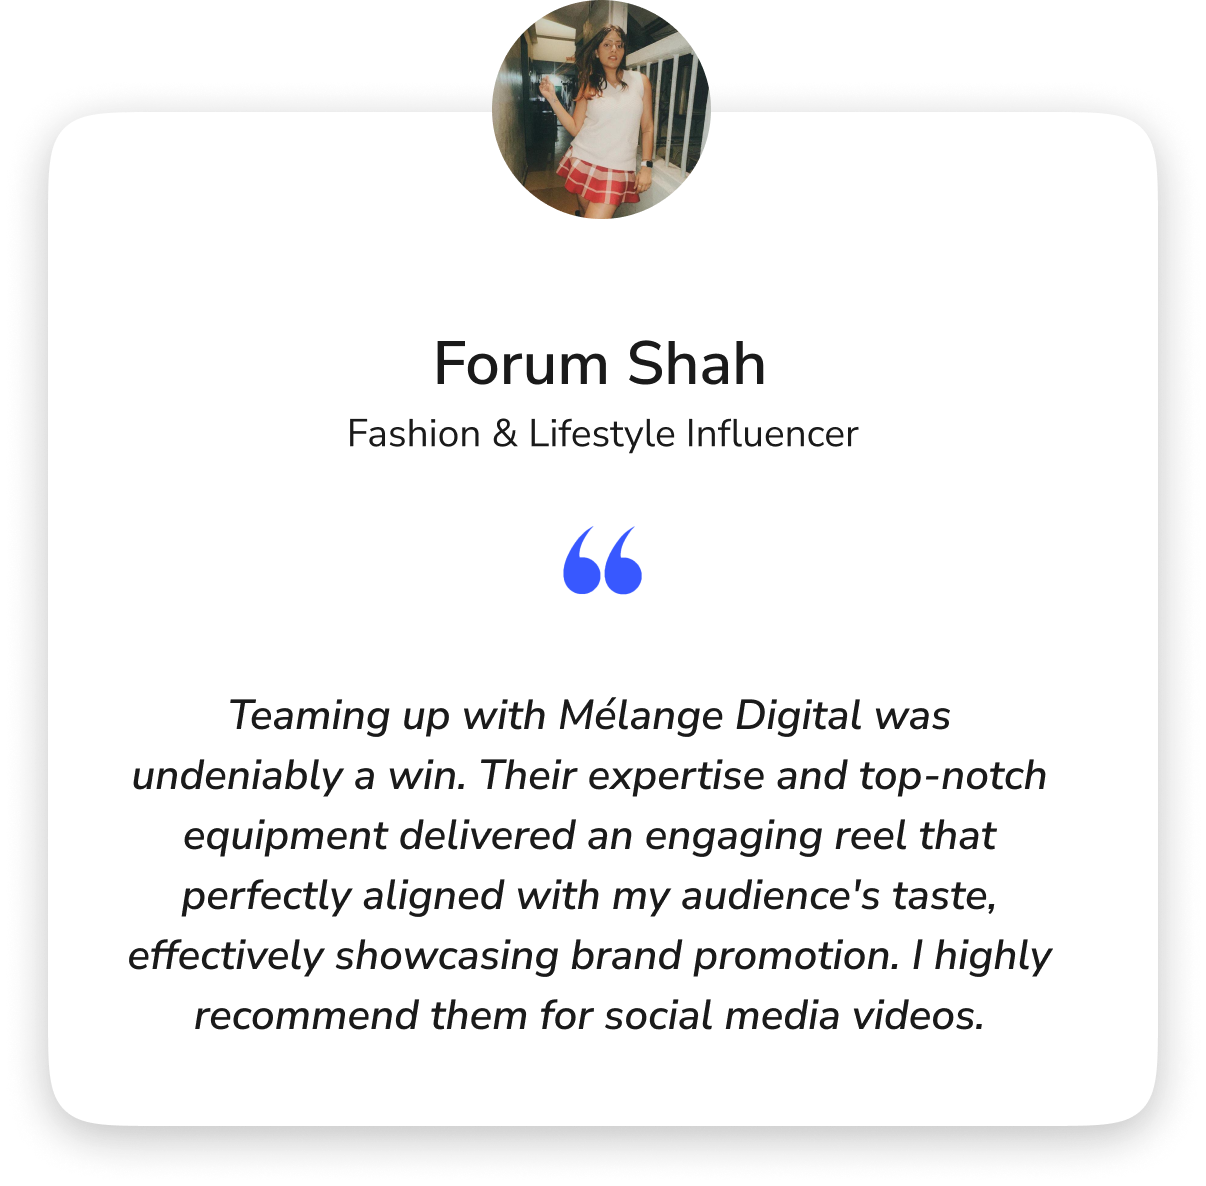 Forum Shah
Fashion & Lifestyle Influencer
“
Teaming up with Mélange Digital was
undeniably a win. Their expertise and top-notch
equipment delivered an engaging reel that
perfectly aligned with my audience's taste,
effectively showcasing brand promotion. I highly
recommend them for social media videos.